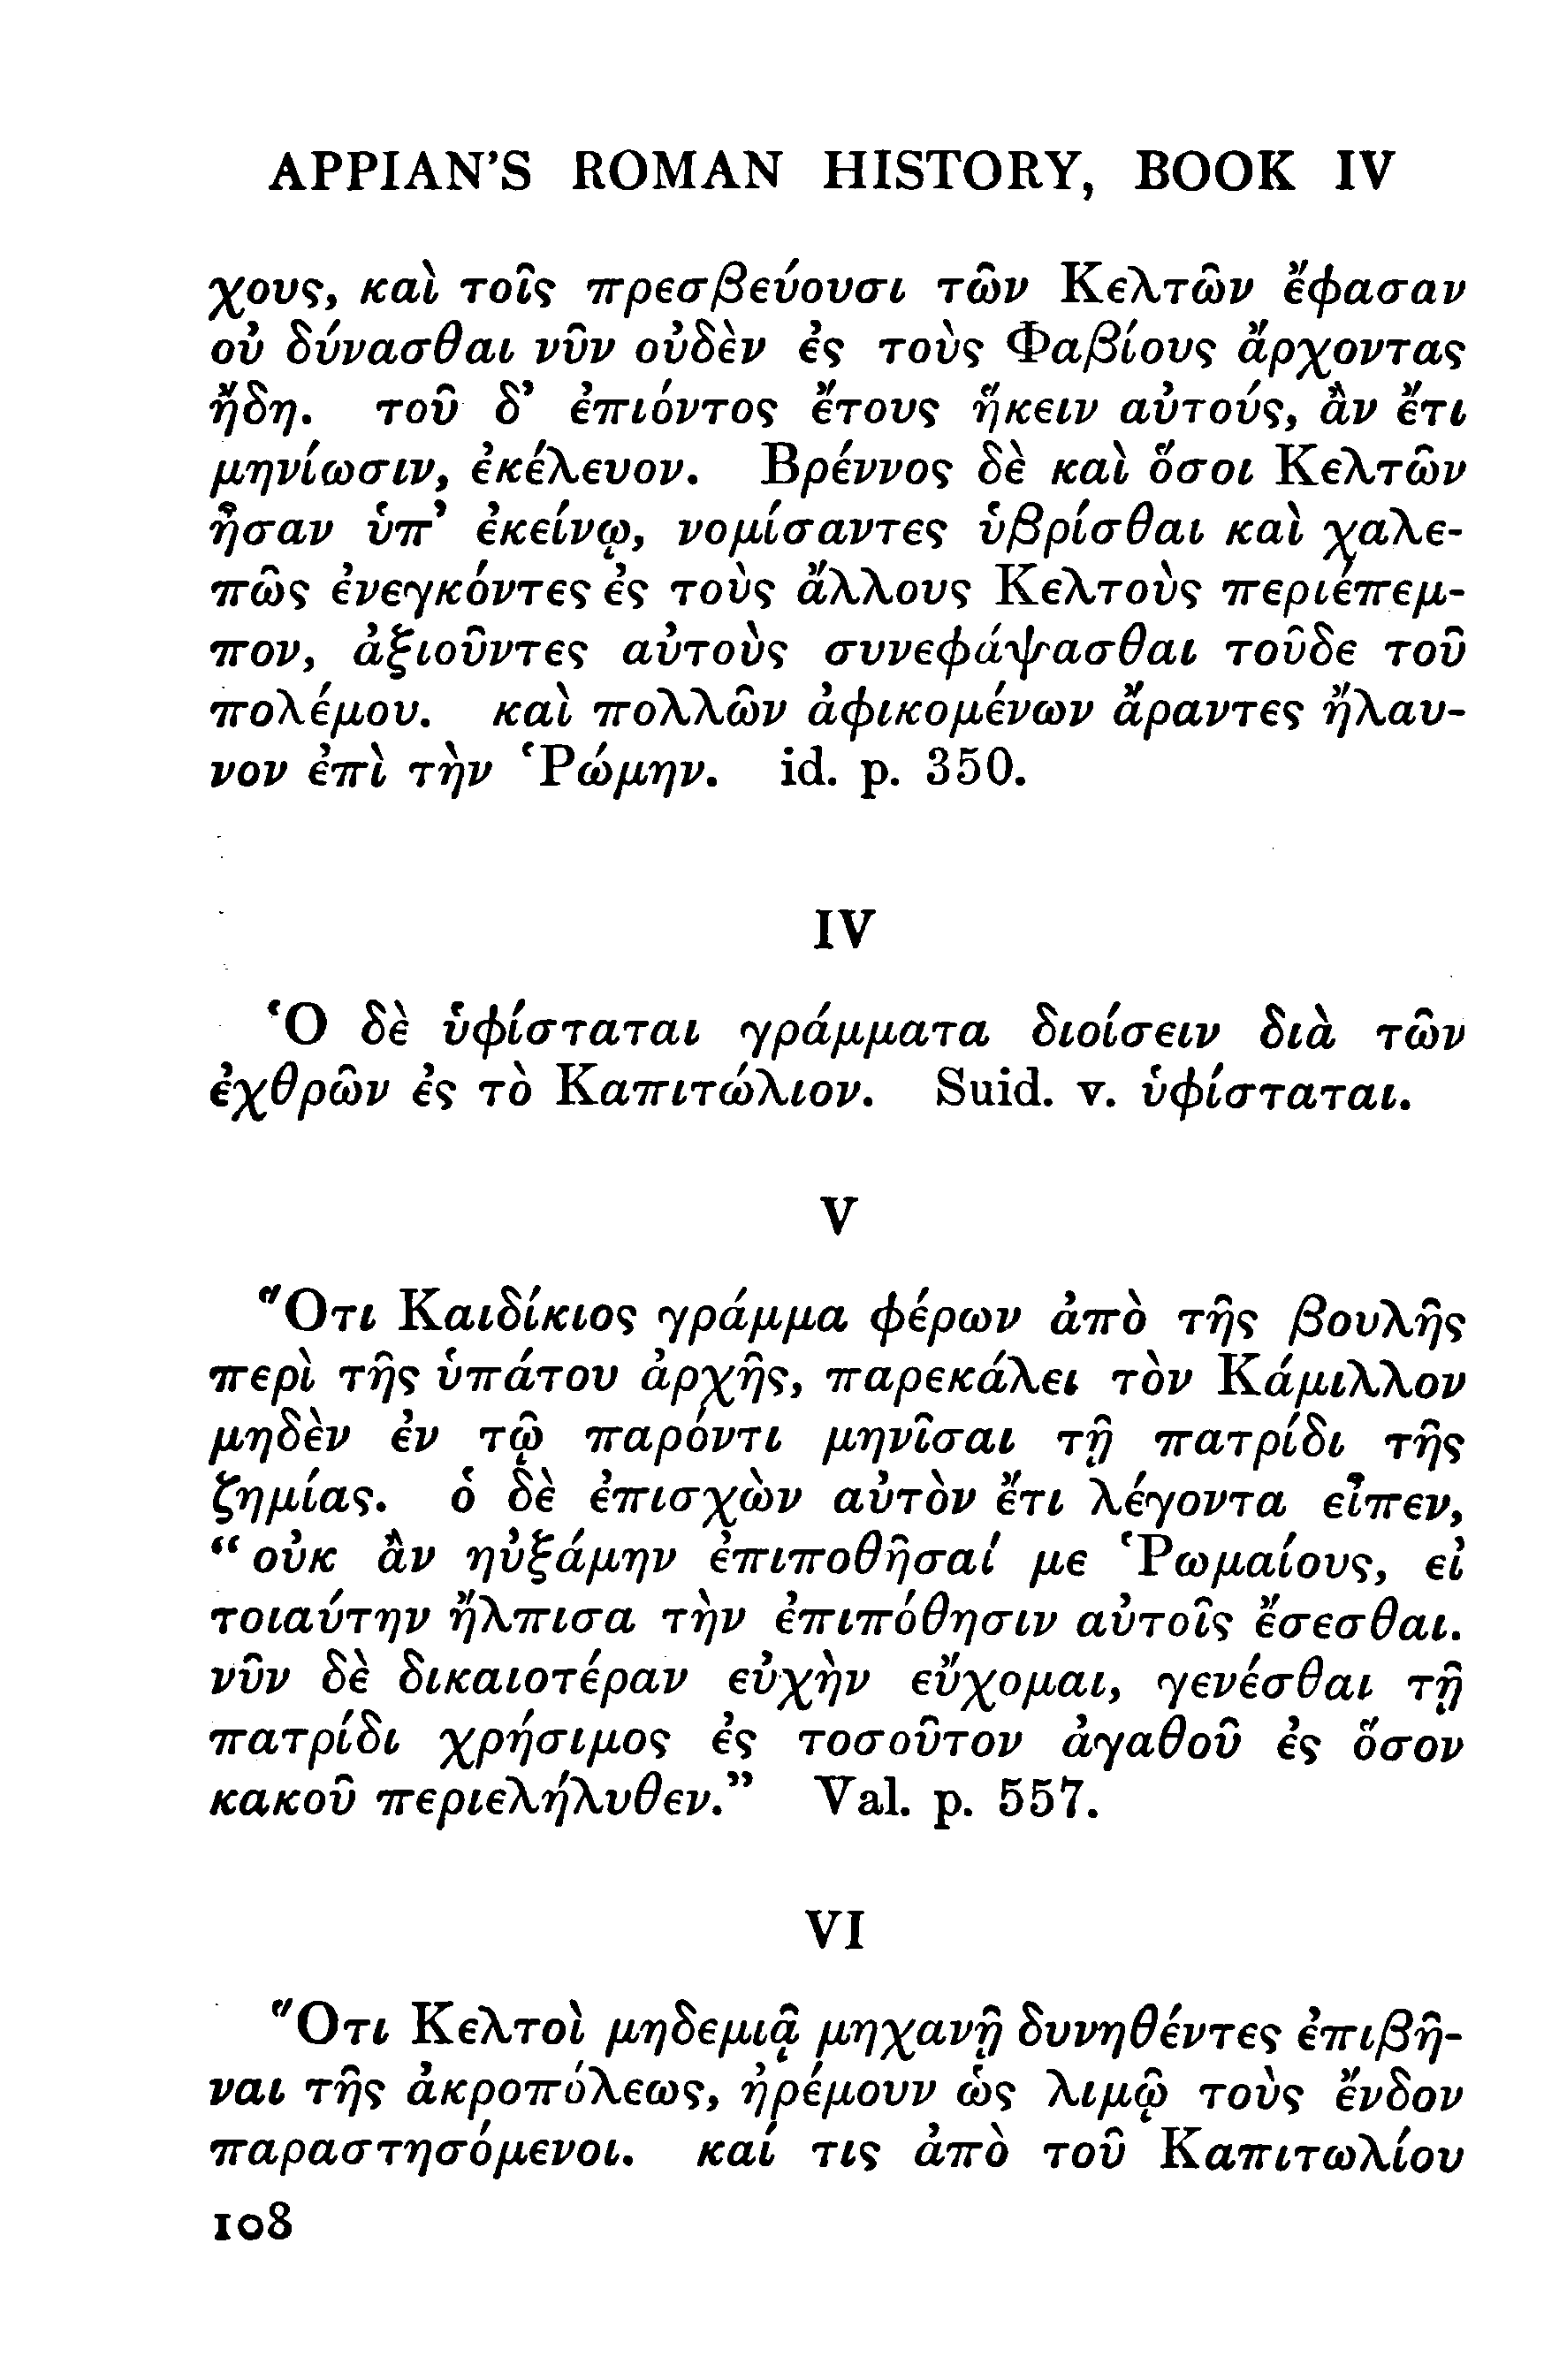 APPIAN'S ROMAN HISTORY, BOOK IV
χους, καὶ τοῖς πρεσβεύουσι τῶν Κελτῶν ἔφασαν
οὐ δύνασθαι νῦν οὐδὲν ἐς τοὺς Φαβίους ἄρχοντας
ἤδη. τοῦ δ' ἐπιόντος ἔτους ἥκειν αὐτούς, ἂν ἔτι
μηνίωσιν, ἐκέλευον. Βρέννος δὲ καὶ ὅσοι Κελτῶν
ἦσαν ὑπ' ἐκείνῳ, νομίσαντες ὑβρίσθαι καὶ χαλε-
πῶς ἐνεγκόντες ἐς τοὺς ἄλλους Κελτοὺς περιέπεμ-
πον, ἀξιοῦντες αὐτοὺς συνεφάψασθαι τοῦδε τοῦ
πολέμου. καὶ πολλῶν ἀφικομένων ἄραντες ἤλαυ-
νον ἐπὶ τὴν Ῥώμην. id. p. 350.
IV
Ὁ δὲ ὑφίσταται γράμματα διοίσειν διὰ τῶν
ἐχθρῶν ἐς τὸ Καπιτώλιον. Suid. v. ὑφίσταται.
V
Ὅτι Καιδίκιος γράμμα φέρων ἀπὸ τῆς βουλῆς
περὶ τῆς ὑπάτου ἀρχῆς, παρεκάλει τὸν Κάμιλλον
μηδὲν ἐν τῷ παρόντι μηνῖσαι τῇ πατρίδι τῆς
ζημίας. ὁ δὲ ἐπισχὼν αὐτὸν ἔτι λέγοντα εἶπεν,
“ οὐκ ἂν ηὐξάμην ἐπιποθῆσαί με Ῥωμαίους, εἰ
τοιαύτην ἤλπισα τὴν ἐπιπόθησιν αὐτοῖς ἔσεσθαι.
νῦν δὲ δικαιοτέραν εὐχὴν εὔχομαι, γενέσθαι τῇ
πατρίδι χρήσιμος ἐς τοσοῦτον ἀγαθοῦ ἐς ὅσον
κακοῦ περιελήλυθεν.” Val. p. 557.
VI
Ὅτι Κελτοὶ μηδεμιᾷ μηχανῇ δυνηθέντες ἐπιβῆ-
ναι τῆς ἀκροπόλεως, ἠρέμουν ὡς λιμῷ τοὺς ἔνδον
παραστησόμενοι. καί τις ἀπὸ τοῦ Καπιτωλίου
108